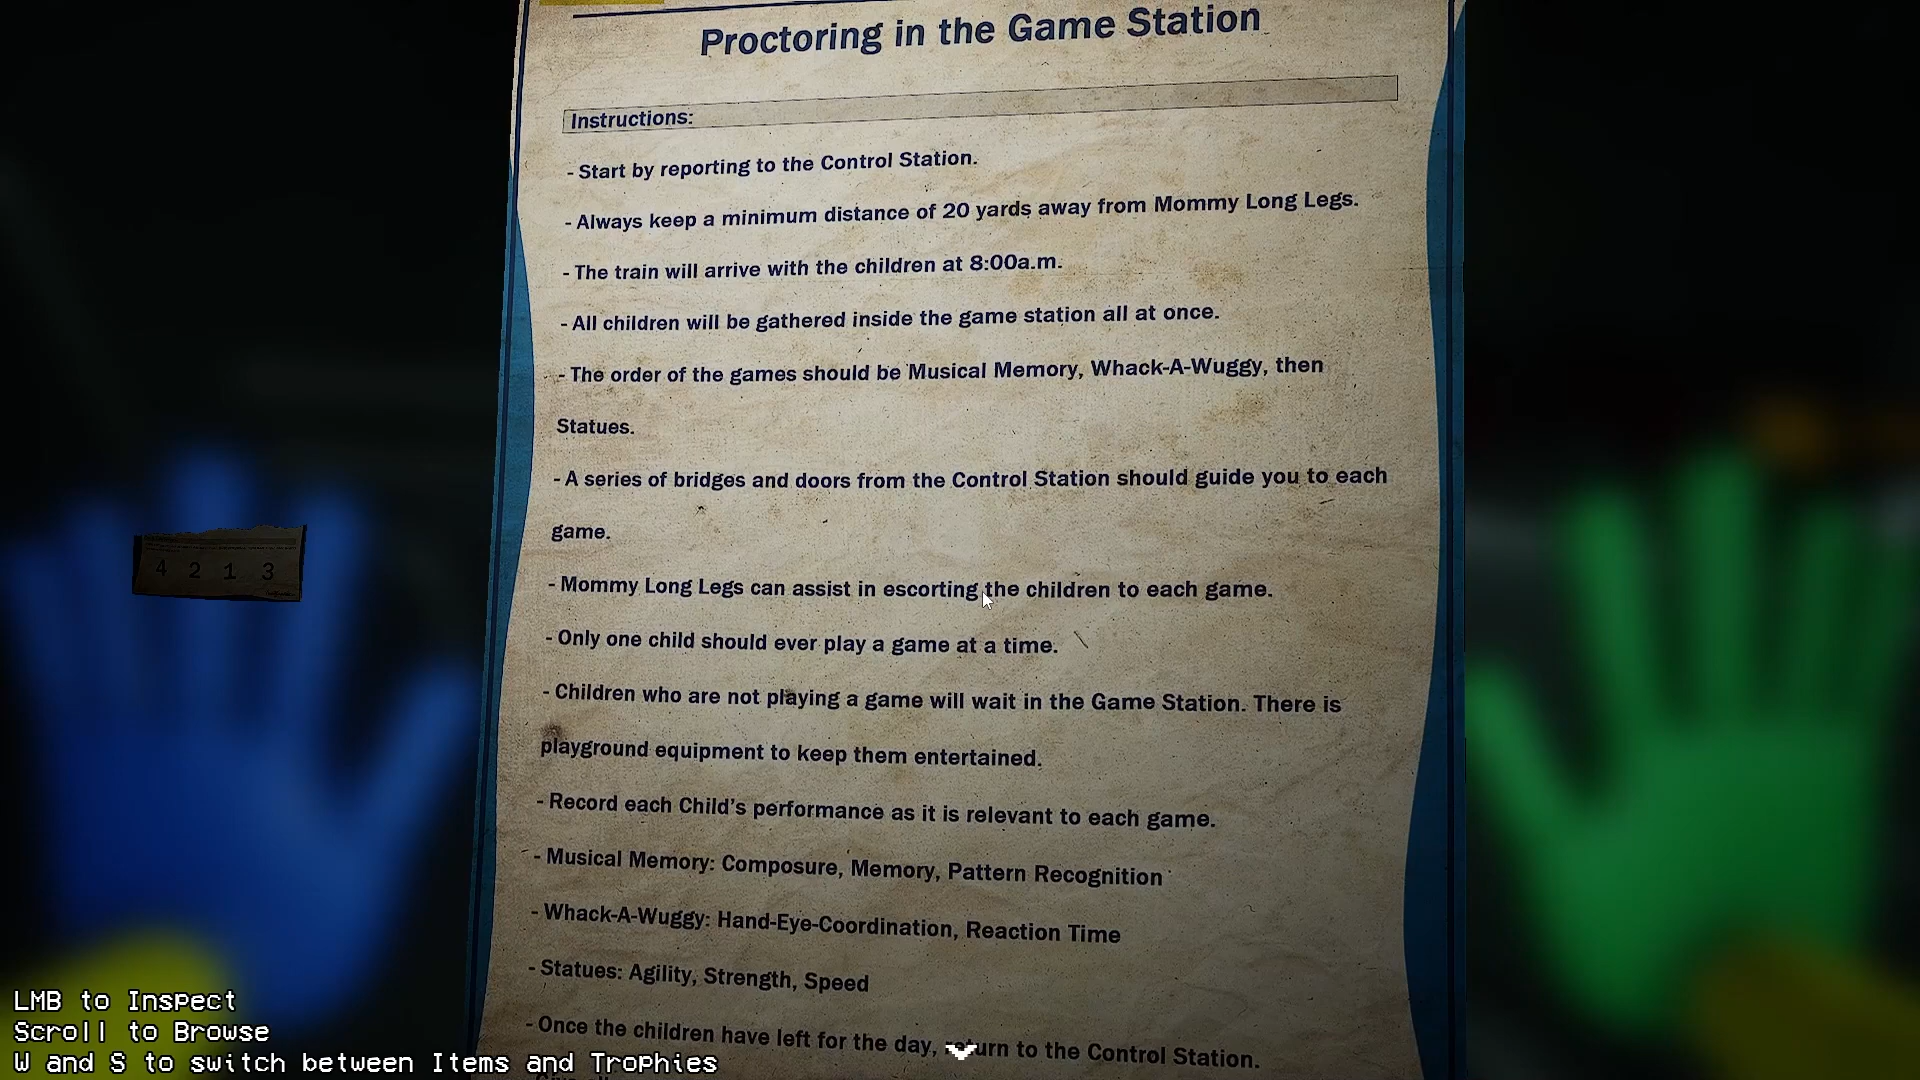 Proctoring in the Game Station
Instructions:
- Start by reporting to the Control Station.
- Always keep a minimum distance of 20 yards away from Mommy Long Legs.
- The train will arrive with the children at 8:00a.m.
- All children will be gathered inside the game station all at once.
- The order of the games should be Musical Memory, Whack-A-Wuggy, then
Statues.
- A series of bridges and doors from the Control Station should guide you to each
game.
- Mommy Long Legs can assist in escorting the children to each game.
- Only one child should ever play a game at a time.
- Children who are not playing a game will wait in the Game Station. There is
playground equipment to keep them entertained.
- Record each Child's performance as it is relevant to each game.
- Musical Memory: Composure, Memory, Pattern Recognition
- Whack-A-Wuggy: Hand-Eye-Coordination, Reaction Time
- Statues: Agility, Strength, Speed
- Once the children have left for the day, return to the Control Station.
4 2 1 3
LMB to Inspect
Scroll to Browse
W and S to switch between Items and Trophies